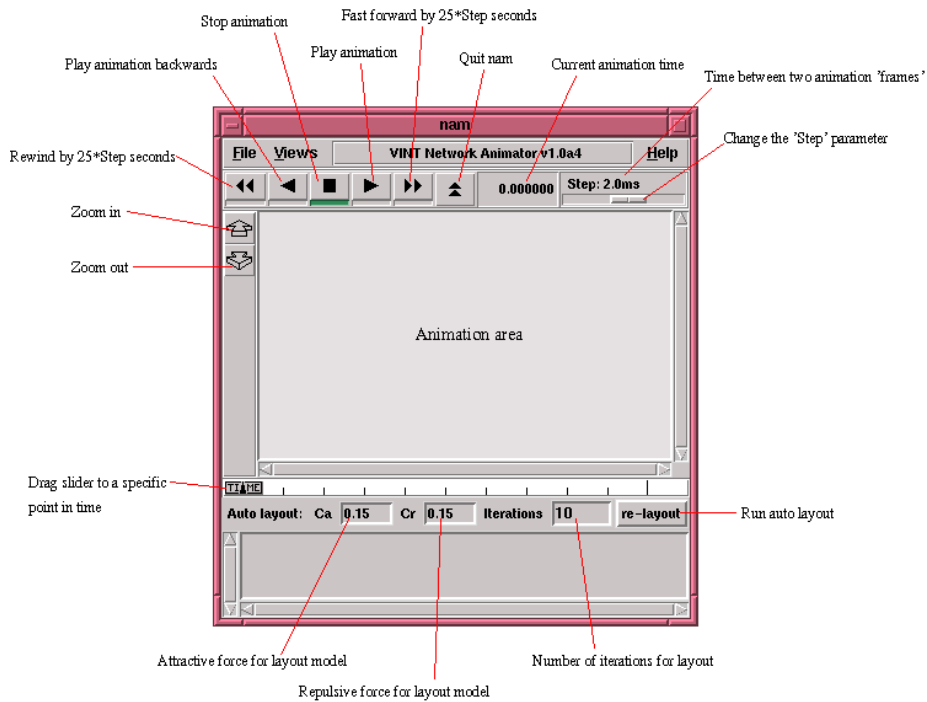 Fast forward by 25*Step seconds
Stop animation
Play animation
Quit nam
Play animation backwards
Current animation time
Time between two animation 'frames'
nam
Change the 'Step' parameter
File Views VINT Network Animator v1.0a4 Help
Rewind by 25*Step seconds
0.000000 Step: 2.0ms
Zoom in
Zoom out
Animation area
Drag slider to a specific
point in time
TIME
Auto layout: Ca 0.15 Cr 0.15 Iterations 10 re-layout
Run auto layout
Attractive force for layout model
Number of iterations for layout
Repulsive force for layout model